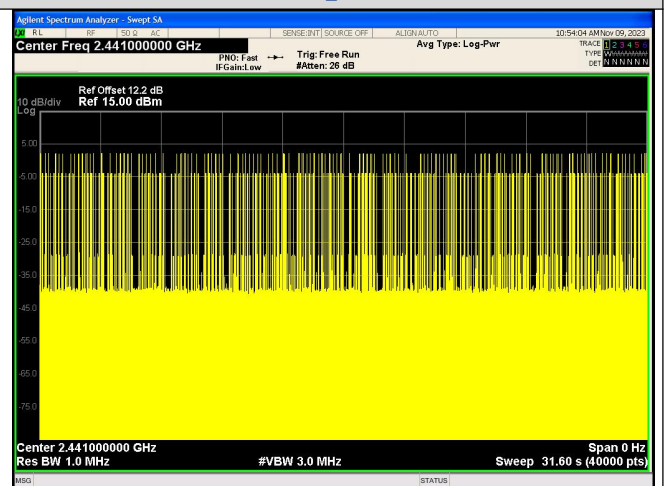 Agilent Spectrum Analyzer - Swept SA
LXI RL RF 50 Ω AC SENSE:INT SOURCE OFF ALIGN AUTO 10:54:04 AM Nov 09, 2023
Center Freq 2.441000000 GHz
PNO: Fast
IFGain:Low
Trig: Free Run
#Atten: 26 dB
Avg Type: Log-Pwr
TRACE 1 2 3 4 5 6
TYPE
DET N N N N N N
Ref Offset 12.2 dB
10 dB/div Ref 15.00 dBm
Log
5.00
-5.00
-15.0
-25.0
-35.0
-45.0
-55.0
-65.0
-75.0
Center 2.441000000 GHz Span 0 Hz
Res BW 1.0 MHz #VBW 3.0 MHz Sweep 31.60 s (40000 pts)
MSG STATUS